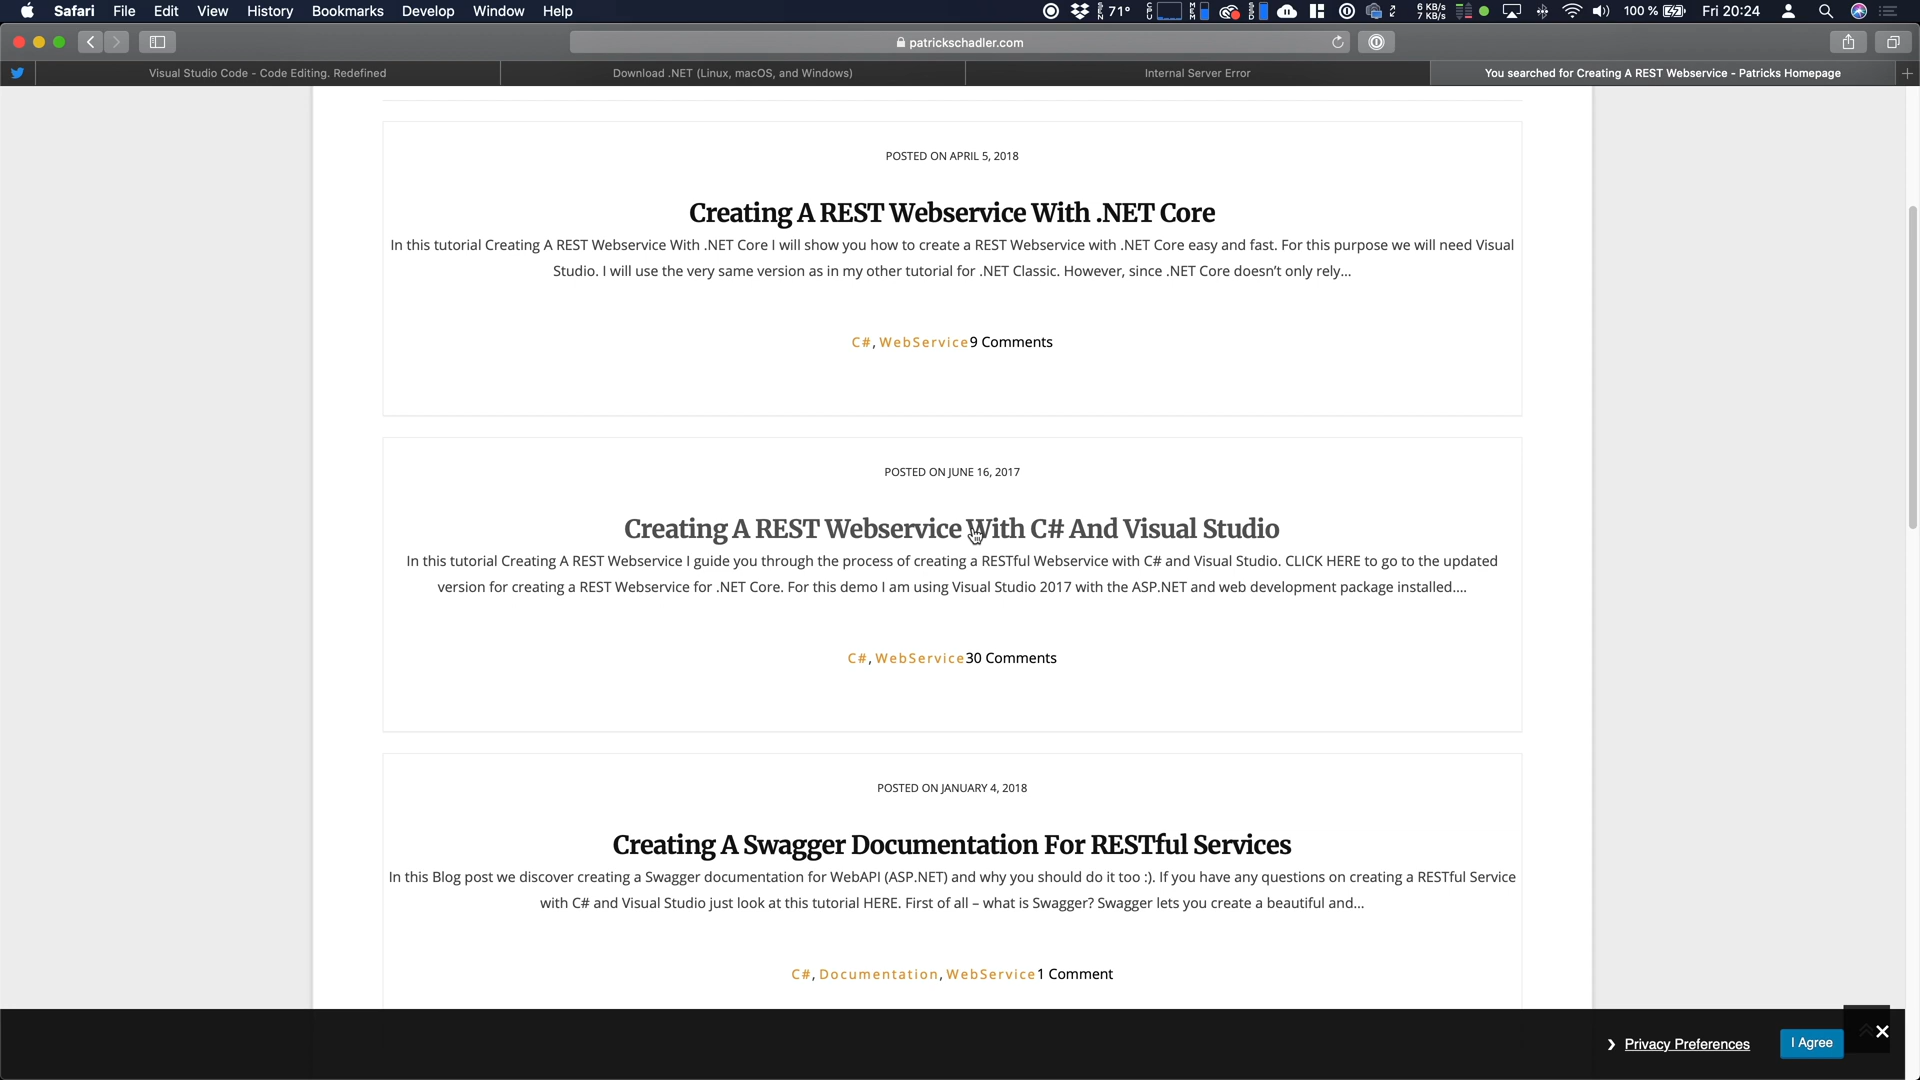 Safari File Edit View History Bookmarks Develop Window Help 71° 6 KB/s 7 KB/s 100 % Fri 20:24
patrickschadler.com
Visual Studio Code - Code Editing. Redefined
Download .NET (Linux, macOS, and Windows)
Internal Server Error
You searched for Creating A REST Webservice - Patricks Homepage
POSTED ON APRIL 5, 2018
Creating A REST Webservice With .NET Core
In this tutorial Creating A REST Webservice With .NET Core I will show you how to create a REST Webservice with .NET Core easy and fast. For this purpose we will need Visual
Studio. I will use the very same version as in my other tutorial for .NET Classic. However, since .NET Core doesn't only rely...
C#, WebService9 Comments
POSTED ON JUNE 16, 2017
Creating A REST Webservice With C# And Visual Studio
In this tutorial Creating A REST Webservice I guide you through the process of creating a RESTful Webservice with C# and Visual Studio. CLICK HERE to go to the updated
version for creating a REST Webservice for .NET Core. For this demo I am using Visual Studio 2017 with the ASP.NET and web development package installed....
C#, WebService30 Comments
POSTED ON JANUARY 4, 2018
Creating A Swagger Documentation For RESTful Services
In this Blog post we discover creating a Swagger documentation for WebAPI (ASP.NET) and why you should do it too :). If you have any questions on creating a RESTful Service
with C# and Visual Studio just look at this tutorial HERE. First of all – what is Swagger? Swagger lets you create a beautiful and...
C#, Documentation, WebService1 Comment
Privacy Preferences
I Agree